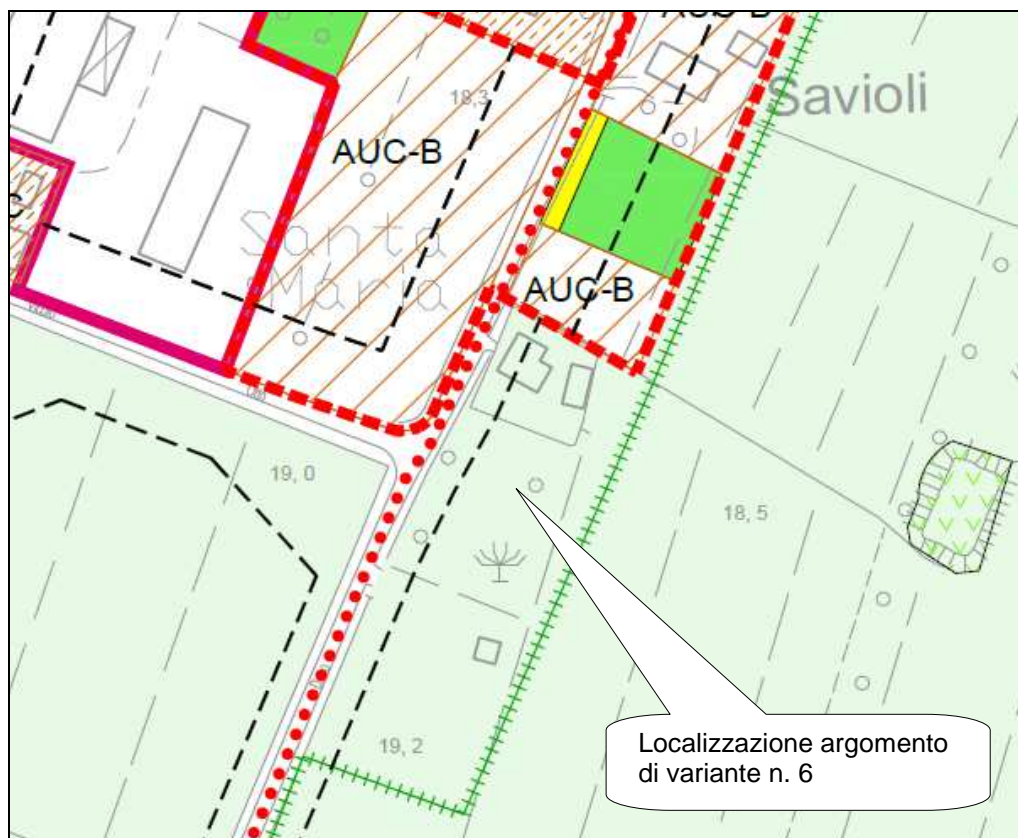 AUC-B
Savioli
18,3
AUC-B
Santa
Maria
C
AUC-B
19, 0
18, 5
19, 2
Localizzazione argomento
di variante n. 6